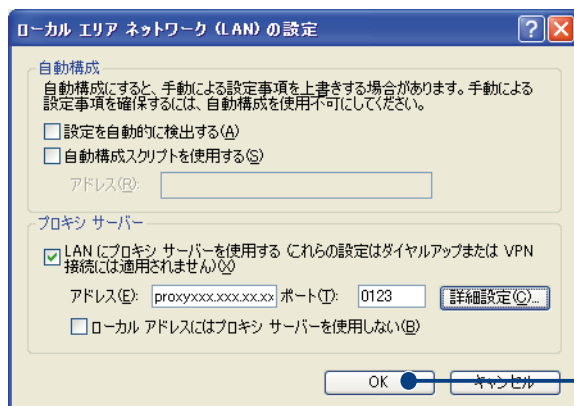 ローカル エリア ネットワーク (LAN) の設定
自動構成
自動構成にすると、手動による設定事項を上書きする場合があります。手動による
設定事項を確保するには、自動構成を使用不可にしてください。
設定を自動的に検出する(A)
自動構成スクリプトを使用する(S)
アドレス(R):
プロキシ サーバー
LAN にプロキシ サーバーを使用する (これらの設定はダイヤルアップまたは VPN
接続には適用されません)(X)
アドレス(E): proxyxxx.xxx.xx.xx ポート(T): 0123 詳細設定(C)...
ローカル アドレスにはプロキシ サーバーを使用しない(B)
OK キャンセル